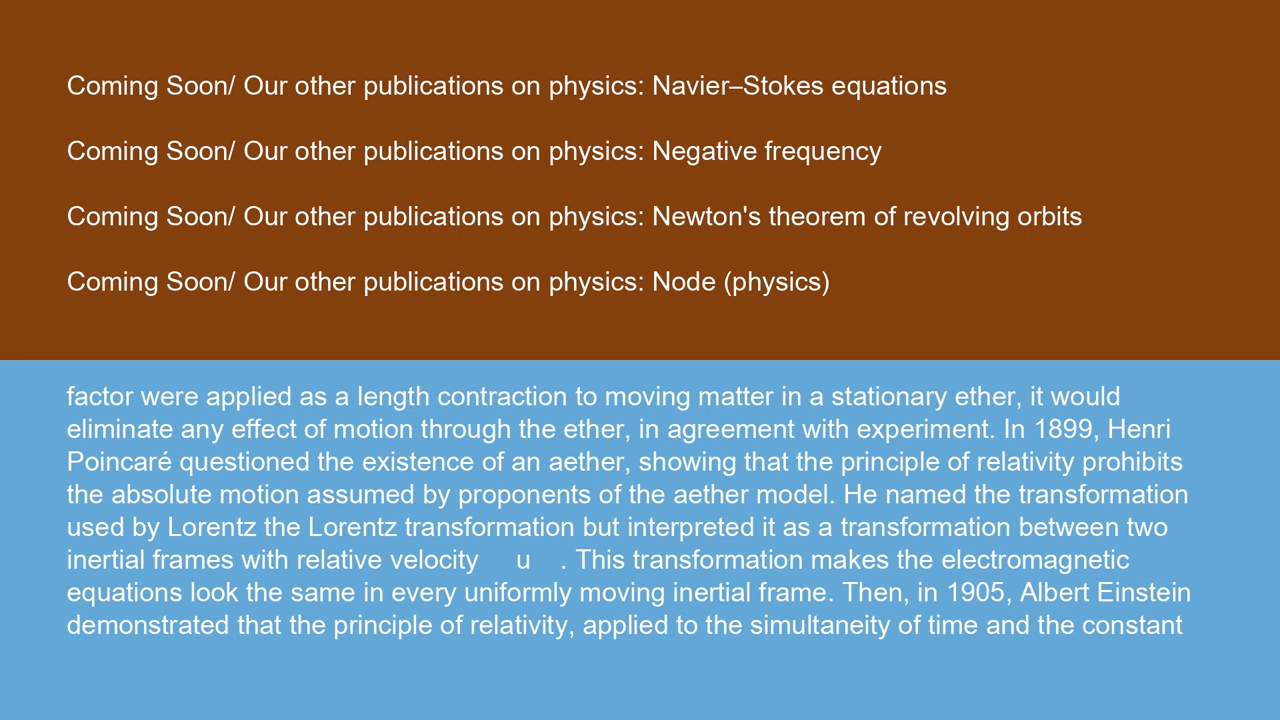 Coming Soon/ Our other publications on physics: Navier–Stokes equations
Coming Soon/ Our other publications on physics: Negative frequency
Coming Soon/ Our other publications on physics: Newton's theorem of revolving orbits
Coming Soon/ Our other publications on physics: Node (physics)
factor were applied as a length contraction to moving matter in a stationary ether, it would
eliminate any effect of motion through the ether, in agreement with experiment. In 1899, Henri
Poincaré questioned the existence of an aether, showing that the principle of relativity prohibits
the absolute motion assumed by proponents of the aether model. He named the transformation
used by Lorentz the Lorentz transformation but interpreted it as a transformation between two
inertial frames with relative velocity u . This transformation makes the electromagnetic
equations look the same in every uniformly moving inertial frame. Then, in 1905, Albert Einstein
demonstrated that the principle of relativity, applied to the simultaneity of time and the constant